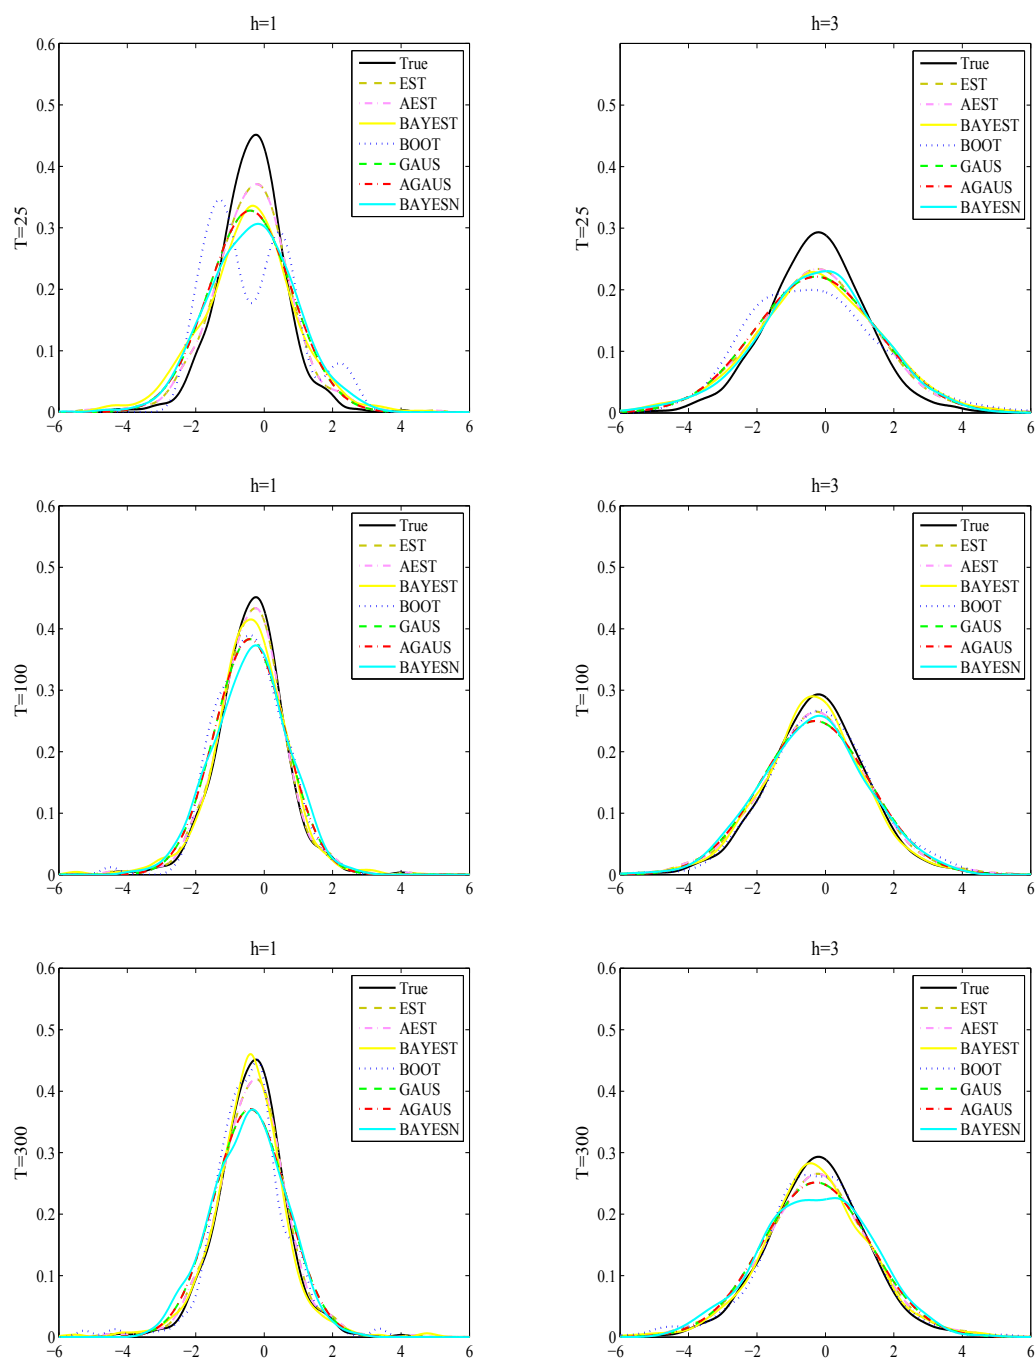 h=1
0.6
0.5
0.4
0.3
0.2
0.1
0
T=25
−6
−4
−2
0
2
4
6
True
EST
AEST
BAYEST
BOOT
GAUS
AGAUS
BAYESN
h=3
0.6
0.5
0.4
0.3
0.2
0.1
0
T=25
−6
−4
−2
0
2
4
6
True
EST
AEST
BAYEST
BOOT
GAUS
AGAUS
BAYESN
h=1
0.6
0.5
0.4
0.3
0.2
0.1
0
T=100
−6
−4
−2
0
2
4
6
True
EST
AEST
BAYEST
BOOT
GAUS
AGAUS
BAYESN
h=3
0.6
0.5
0.4
0.3
0.2
0.1
0
T=100
−6
−4
−2
0
2
4
6
True
EST
AEST
BAYEST
BOOT
GAUS
AGAUS
BAYESN
h=1
0.6
0.5
0.4
0.3
0.2
0.1
0
T=300
−6
−4
−2
0
2
4
6
True
EST
AEST
BAYEST
BOOT
GAUS
AGAUS
BAYESN
h=3
0.6
0.5
0.4
0.3
0.2
0.1
0
T=300
−6
−4
−2
0
2
4
6
True
EST
AEST
BAYEST
BOOT
GAUS
AGAUS
BAYESN